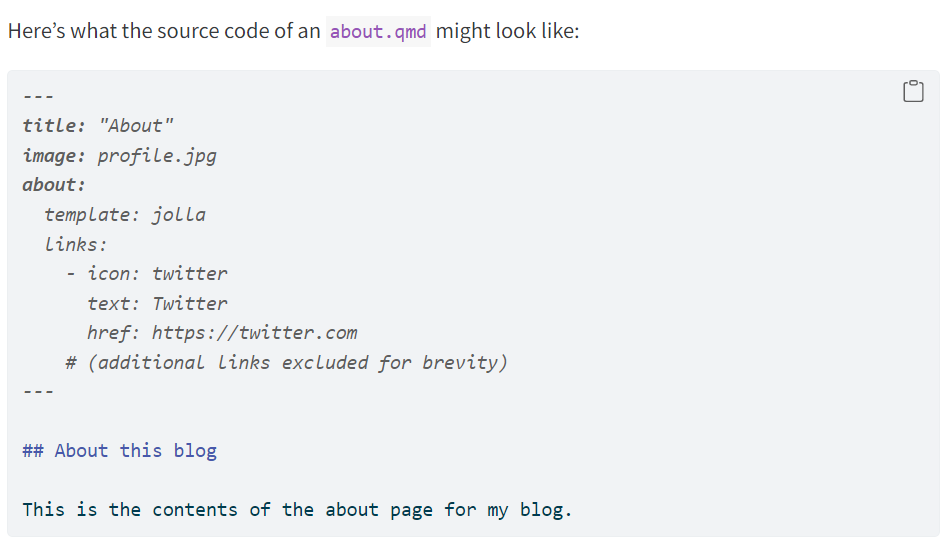 Here’s what the source code of an about.qmd might look like:
---
title: "About"
image: profile.jpg
about:
  template: jolla
  links:
    - icon: twitter
      text: Twitter
      href: https://twitter.com
    # (additional links excluded for brevity)
---
## About this blog
This is the contents of the about page for my blog.